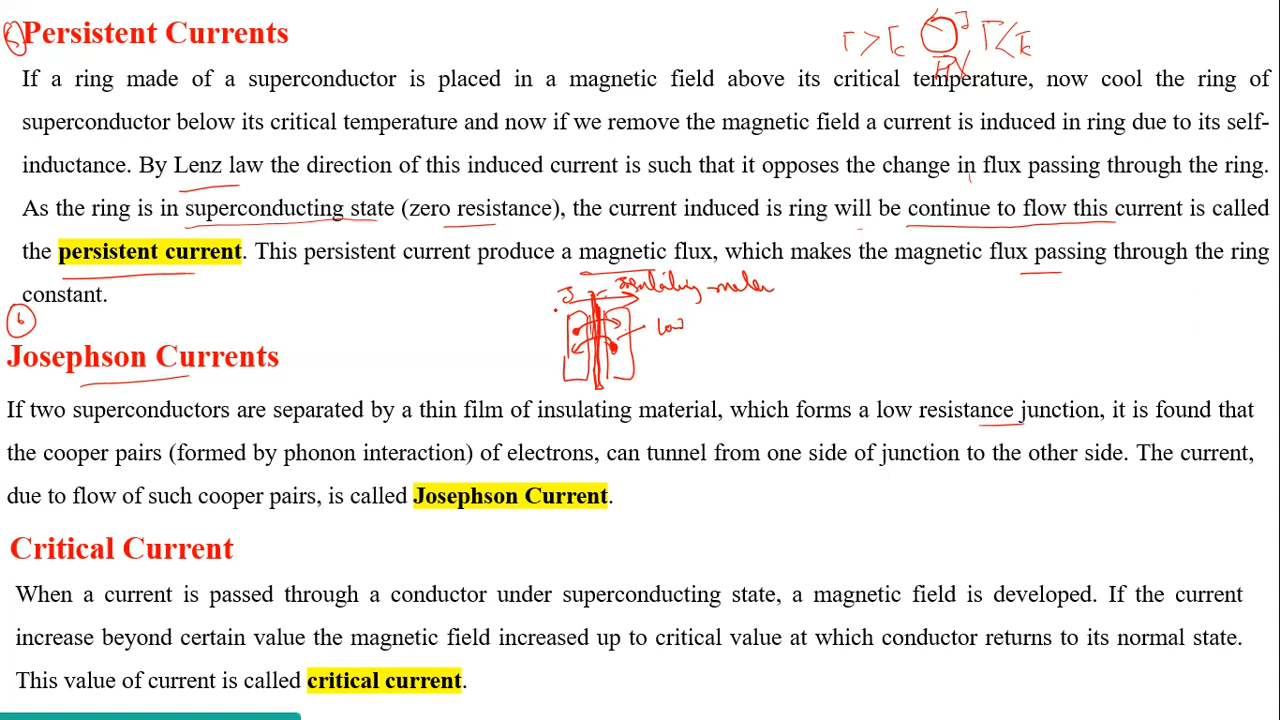 Persistent Currents
T > Tc T < Tc
If a ring made of a superconductor is placed in a magnetic field above its critical temperature, now cool the ring of
superconductor below its critical temperature and now if we remove the magnetic field a current is induced in ring due to its self-
inductance. By Lenz law the direction of this induced current is such that it opposes the change in flux passing through the ring.
As the ring is in superconducting state (zero resistance), the current induced is ring will be continue to flow this current is called
the persistent current. This persistent current produce a magnetic flux, which makes the magnetic flux passing through the ring
constant.
6
low
Josephson Currents
If two superconductors are separated by a thin film of insulating material, which forms a low resistance junction, it is found that
the cooper pairs (formed by phonon interaction) of electrons, can tunnel from one side of junction to the other side. The current,
due to flow of such cooper pairs, is called Josephson Current.
Critical Current
When a current is passed through a conductor under superconducting state, a magnetic field is developed. If the current
increase beyond certain value the magnetic field increased up to critical value at which conductor returns to its normal state.
This value of current is called critical current.